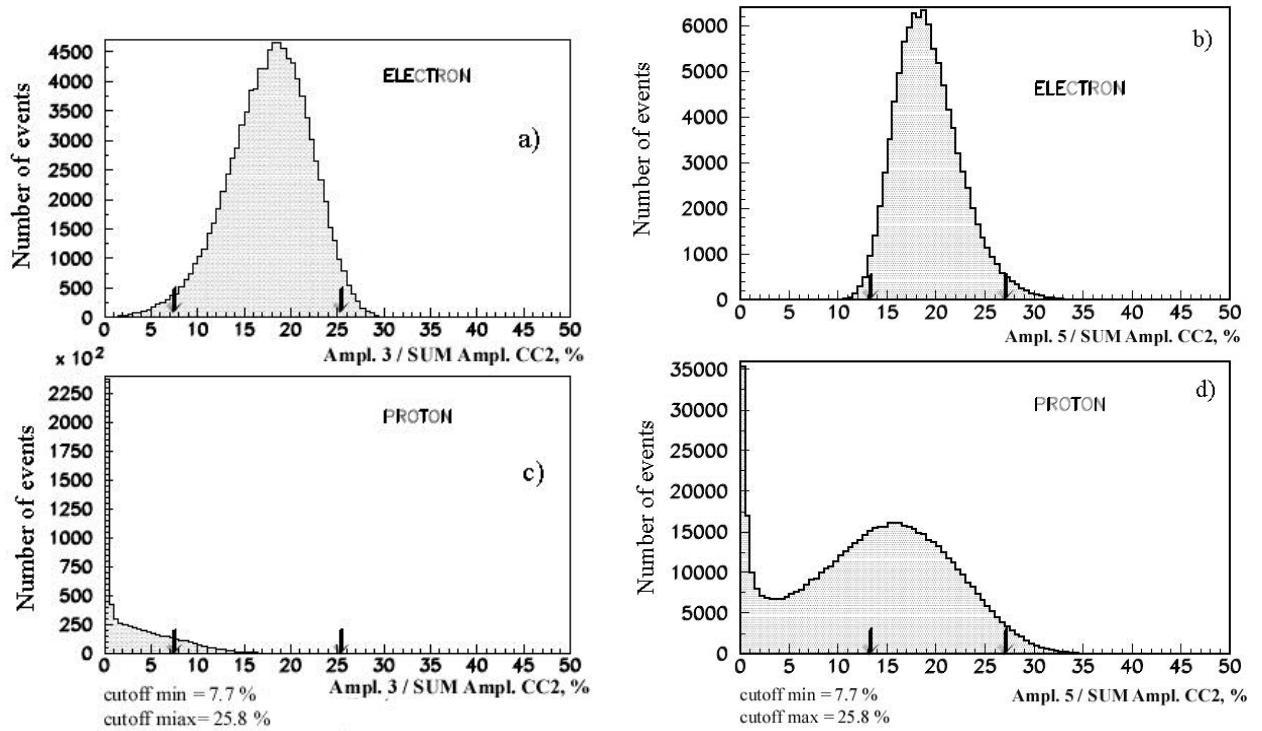 Number of events
4500
4000
3500
3000
2500
2000
1500
1000
500
0
ELECTRON
a)
0 5 10 15 20 25 30 35 40 45 50
Ampl. 3 / SUM Ampl. CC2, %
Number of events
6000
5000
4000
3000
2000
1000
0
b)
ELECTRON
0 5 10 15 20 25 30 35 40 45 50
Ampl. 5 / SUM Ampl. CC2, %
x 10²
Number of events
2250
2000
1750
1500
1250
1000
750
500
250
0
PROTON
c)
0 5 10 15 20 25 30 35 40 45 50
Ampl. 3 / SUM Ampl. CC2, %
cutoff min = 7.7 %
cutoff miax= 25.8 %
Number of events
35000
30000
25000
20000
15000
10000
5000
0
d)
PROTON
0 5 10 15 20 25 30 35 40 45 50
Ampl. 5 / SUM Ampl. CC2, %
cutoff min = 7.7 %
cutoff max = 25.8 %